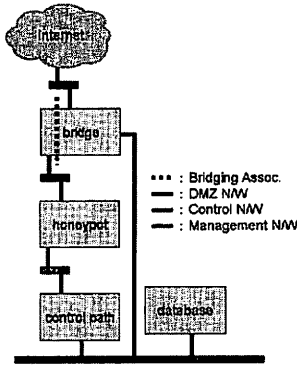 internet
bridge
: Bridging Assoc.
: DMZ N/W
: Control N/W
: Management N/W
honeypot
control path
database